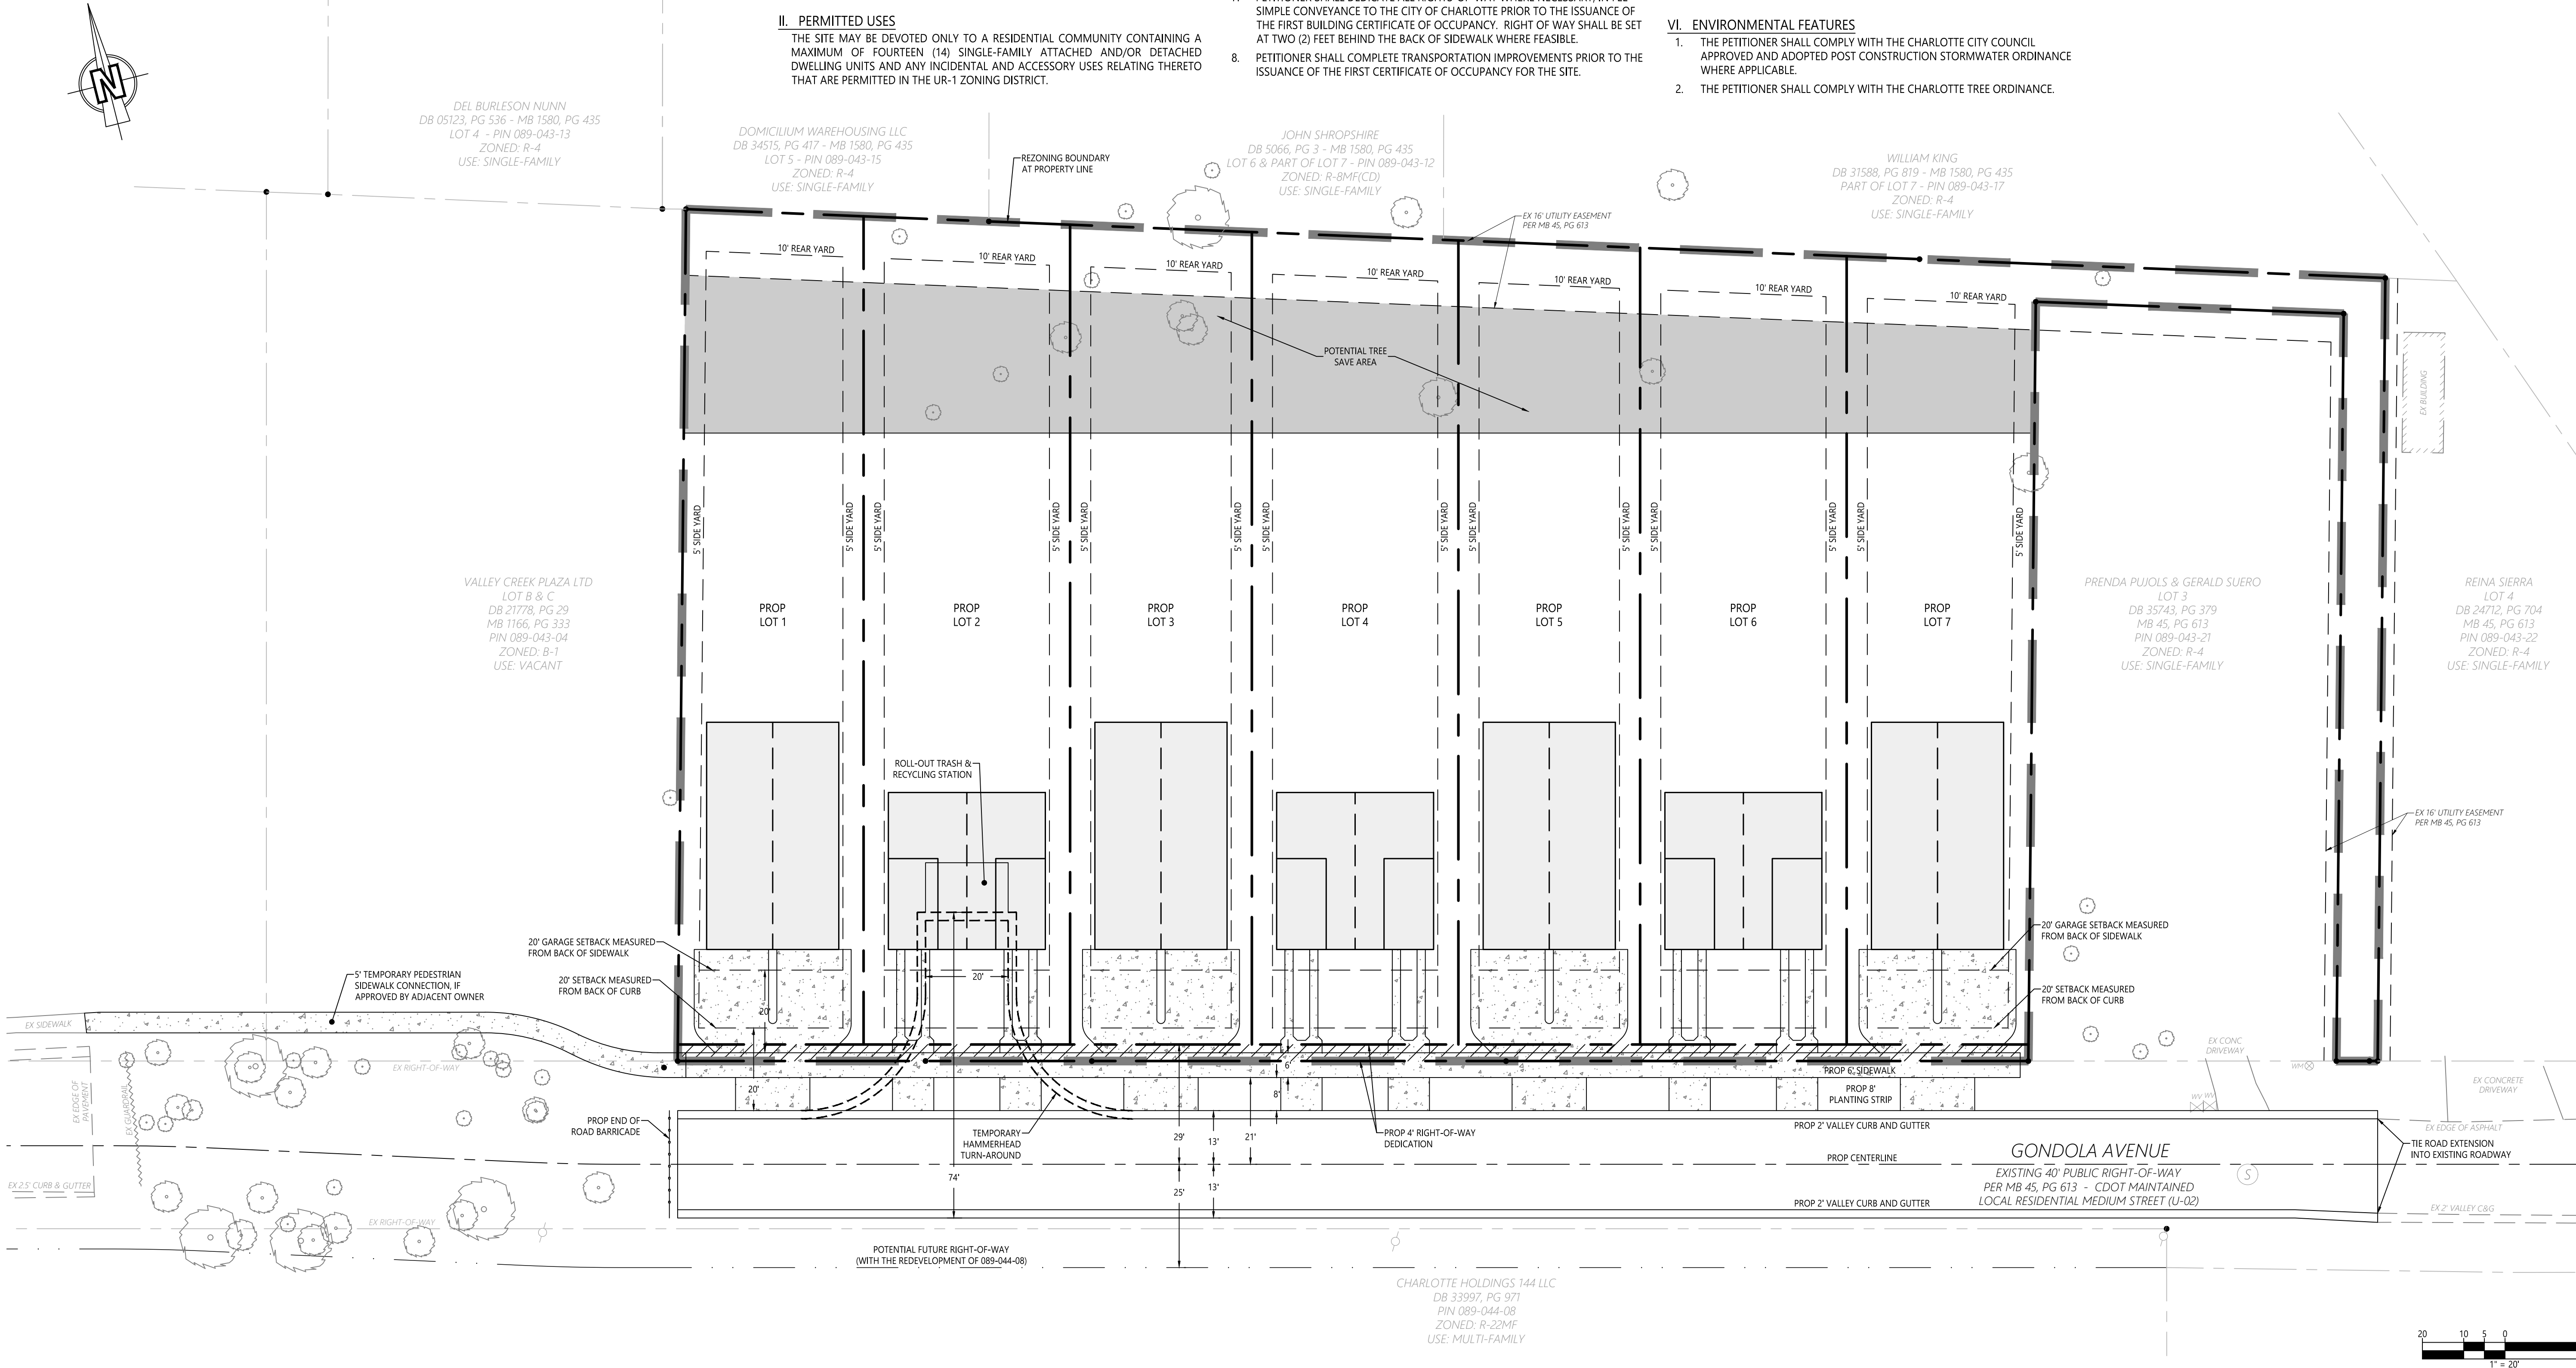 II. PERMITTED USES
THE SITE MAY BE DEVOTED ONLY TO A RESIDENTIAL COMMUNITY CONTAINING A
MAXIMUM OF FOURTEEN (14) SINGLE-FAMILY ATTACHED AND/OR DETACHED
DWELLING UNITS AND ANY INCIDENTAL AND ACCESSORY USES RELATING THERETO
THAT ARE PERMITTED IN THE UR-1 ZONING DISTRICT.
SIMPLE CONVEYANCE TO THE CITY OF CHARLOTTE PRIOR TO THE ISSUANCE OF
THE FIRST BUILDING CERTIFICATE OF OCCUPANCY. RIGHT OF WAY SHALL BE SET
AT TWO (2) FEET BEHIND THE BACK OF SIDEWALK WHERE FEASIBLE.
8. PETITIONER SHALL COMPLETE TRANSPORTATION IMPROVEMENTS PRIOR TO THE
ISSUANCE OF THE FIRST CERTIFICATE OF OCCUPANCY FOR THE SITE.
VI. ENVIRONMENTAL FEATURES
1. THE PETITIONER SHALL COMPLY WITH THE CHARLOTTE CITY COUNCIL
APPROVED AND ADOPTED POST CONSTRUCTION STORMWATER ORDINANCE
WHERE APPLICABLE.
2. THE PETITIONER SHALL COMPLY WITH THE CHARLOTTE TREE ORDINANCE.
N
DEL BURLESON NUNN
DB 05123, PG 536 - MB 1580, PG 435
LOT 4 - PIN 089-043-13
ZONED: R-4
USE: SINGLE-FAMILY
DOMICILIUM WAREHOUSING LLC
DB 34515, PG 417 - MB 1580, PG 435
LOT 5 - PIN 089-043-15
ZONED: R-4
USE: SINGLE-FAMILY
REZONING BOUNDARY
AT PROPERTY LINE
JOHN SHROPSHIRE
DB 5066, PG 3 - MB 1580, PG 435
LOT 6 & PART OF LOT 7 - PIN 089-043-12
ZONED: R-8MF(CD)
USE: SINGLE-FAMILY
WILLIAM KING
DB 31588, PG 819 - MB 1580, PG 435
PART OF LOT 7 - PIN 089-043-17
ZONED: R-4
USE: SINGLE-FAMILY
EX 16' UTILITY EASEMENT
PER MB 45, PG 613
10' REAR YARD
10' REAR YARD
10' REAR YARD
10' REAR YARD
10' REAR YARD
10' REAR YARD
10' REAR YARD
POTENTIAL TREE
SAVE AREA
EX BUILDING
5' SIDE YARD
5' SIDE YARD
5' SIDE YARD
5' SIDE YARD
5' SIDE YARD
5' SIDE YARD
5' SIDE YARD
5' SIDE YARD
5' SIDE YARD
5' SIDE YARD
5' SIDE YARD
5' SIDE YARD
5' SIDE YARD
5' SIDE YARD
VALLEY CREEK PLAZA LTD
LOT B & C
DB 21778, PG 29
MB 1166, PG 333
PIN 089-043-04
ZONED: B-1
USE: VACANT
PROP
LOT 1
PROP
LOT 2
PROP
LOT 3
PROP
LOT 4
PROP
LOT 5
PROP
LOT 6
PROP
LOT 7
PRENDA PUJOLS & GERALD SUERO
LOT 3
DB 35743, PG 379
MB 45, PG 613
PIN 089-043-21
ZONED: R-4
USE: SINGLE-FAMILY
REINA SIERRA
LOT 4
DB 24712, PG 704
MB 45, PG 613
PIN 089-043-22
ZONED: R-4
USE: SINGLE-FAMILY
ROLL-OUT TRASH &
RECYCLING STATION
EX 16' UTILITY EASEMENT
PER MB 45, PG 613
20' GARAGE SETBACK MEASURED
FROM BACK OF SIDEWALK
20' SETBACK MEASURED
FROM BACK OF CURB
5' TEMPORARY PEDESTRIAN
SIDEWALK CONNECTION, IF
APPROVED BY ADJACENT OWNER
20'
20'
20'
20' GARAGE SETBACK MEASURED
FROM BACK OF SIDEWALK
20' SETBACK MEASURED
FROM BACK OF CURB
EX SIDEWALK
EX EDGE OF
PAVEMENT
EX GUARDRAIL
EX RIGHT-OF-WAY
EX CONC
DRIVEWAY
WM
WV WV
EX CONCRETE
DRIVEWAY
6'
8'
PROP 6' SIDEWALK
PROP 8'
PLANTING STRIP
PROP END OF
ROAD BARRICADE
TEMPORARY
HAMMERHEAD
TURN-AROUND
29'
13'
21'
PROP 4' RIGHT-OF-WAY
DEDICATION
PROP 2' VALLEY CURB AND GUTTER
EX EDGE OF ASPHALT
TIE ROAD EXTENSION
INTO EXISTING ROADWAY
PROP CENTERLINE
GONDOLA AVENUE
EXISTING 40' PUBLIC RIGHT-OF-WAY
PER MB 45, PG 613 - CDOT MAINTAINED
LOCAL RESIDENTIAL MEDIUM STREET (U-02)
S
74'
25'
13'
EX 2.5' CURB & GUTTER
EX RIGHT-OF-WAY
PROP 2' VALLEY CURB AND GUTTER
EX 2' VALLEY C&G
POTENTIAL FUTURE RIGHT-OF-WAY
(WITH THE REDEVELOPMENT OF 089-044-08)
CHARLOTTE HOLDINGS 144 LLC
DB 33997, PG 971
PIN 089-044-08
ZONED: R-22MF
USE: MULTI-FAMILY
20 10 5 0
1" = 20'